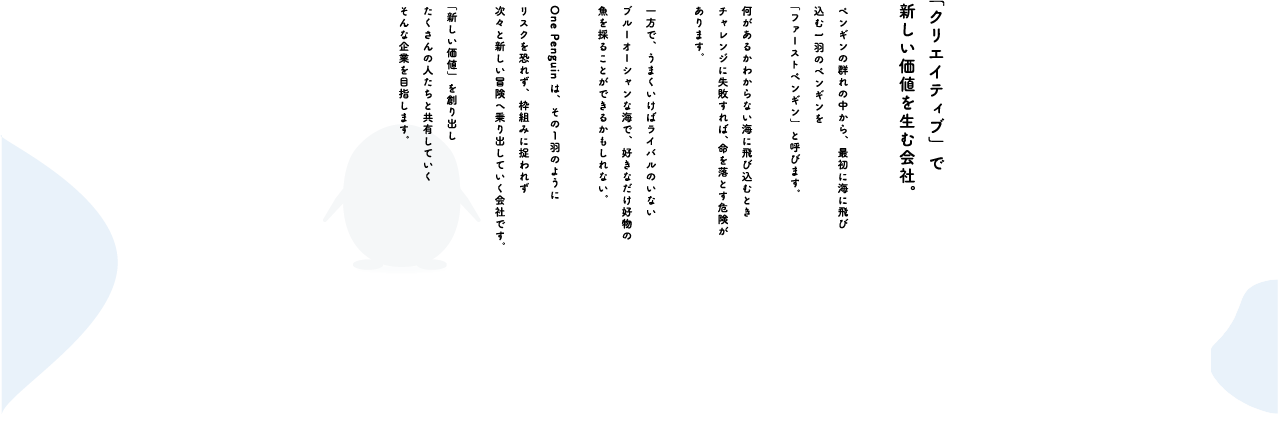 「クリエイティブ」で
新しい価値を生む会社。
ペンギンの群れの中から、最初に海に飛び
込む一羽のペンギンを
「ファーストペンギン」と呼びます。
何があるかわからない海に飛び込むとき
チャレンジに失敗すれば、命を落とす危険が
あります。
一方で、うまくいけばライバルのいない
ブルーオーシャンな海で、好きなだけ好物の
魚を採ることができるかもしれない。
One Penguin は、その1羽のように
リスクを恐れず、枠組みに捉われず
次々と新しい冒険へ乗り出していく会社です。
「新しい価値」を創り出し
たくさんの人たちと共有していく
そんな企業を目指します。